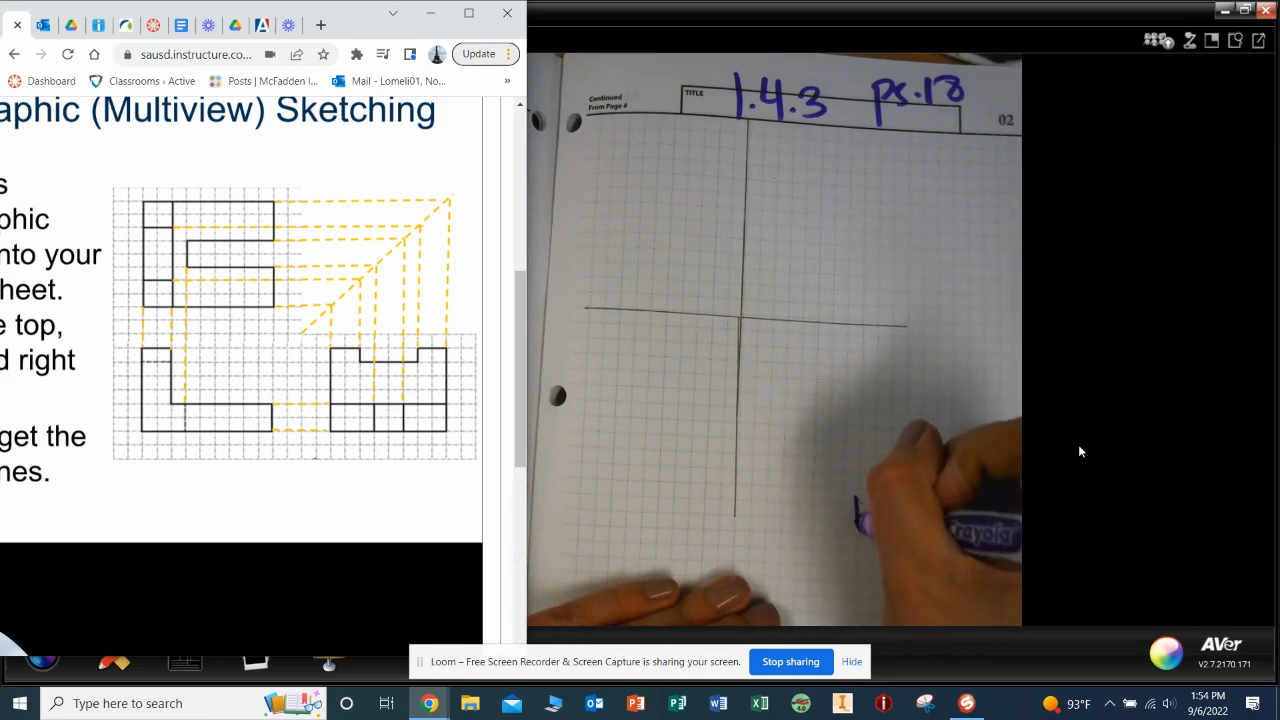 sausd.instructure.co...
Update
Dashboard
Classrooms › Active
Posts | McFadden I
Mail - Lomeli01, No...
»
aphic (Multiview) Sketching
s
phic
nto your
heet.
e top,
d right
get the
nes.
Continued
From Page #
TITLE
1.4.3 pg.18
02
Crayola
Loom – Free Screen Recorder & Screen Capture is sharing your screen.
Stop sharing
Hide
AVer
v2.7.2170.171
Type here to search
93°F
1:54 PM
9/6/2022